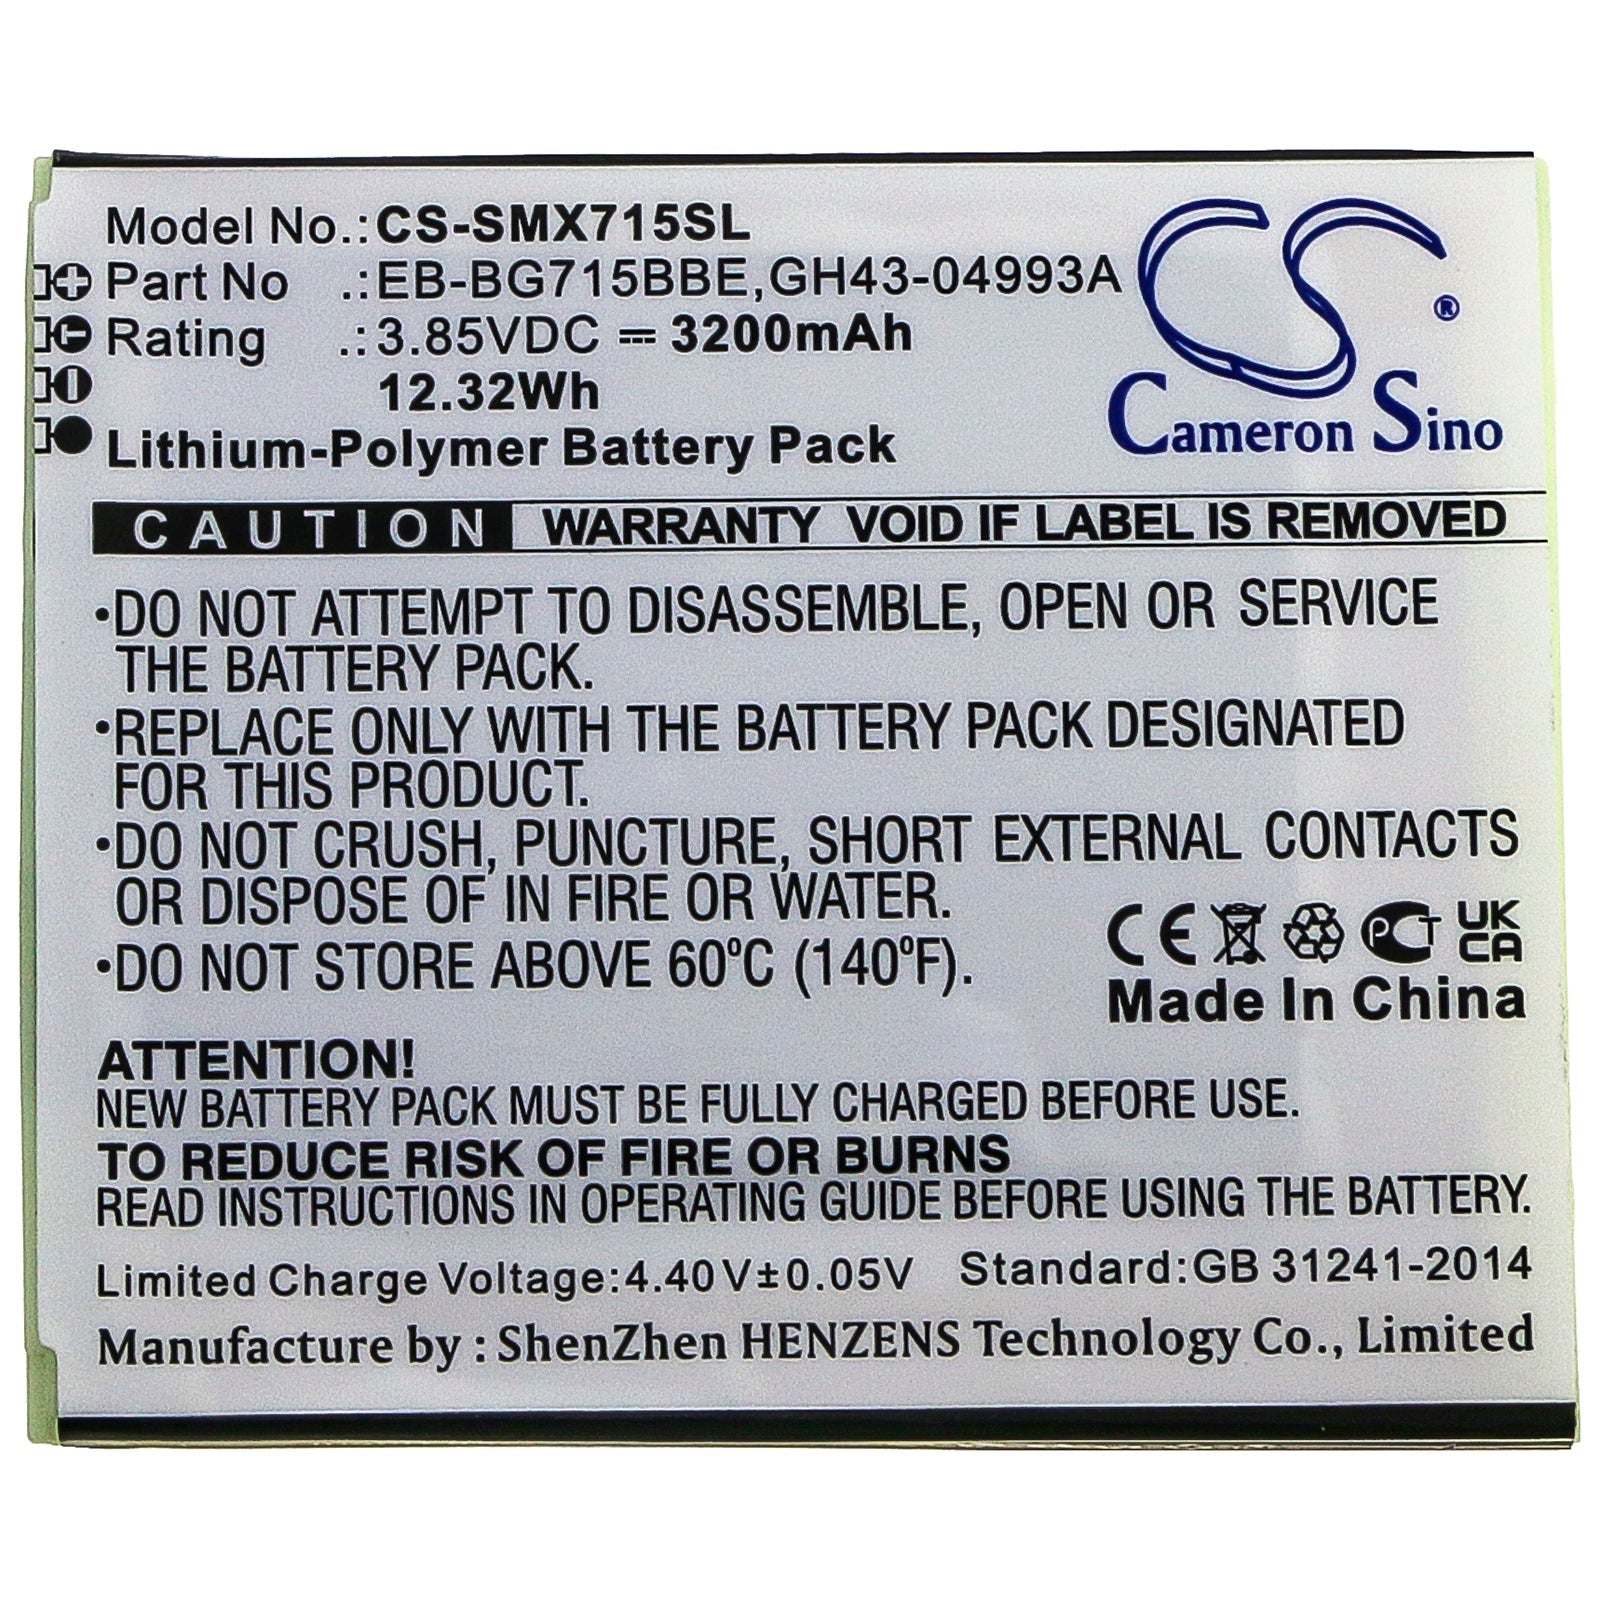 Model No.:CS-SMX715SL
Part No .:EB-BG715BBE,GH43-04993A
Rating .:3.85VDC ⎓ 3200mAh
12.32Wh
Lithium-Polymer Battery Pack
CS®
Cameron Sino
CAUTION WARRANTY VOID IF LABEL IS REMOVED
•DO NOT ATTEMPT TO DISASSEMBLE, OPEN OR SERVICE
THE BATTERY PACK.
•REPLACE ONLY WITH THE BATTERY PACK DESIGNATED
FOR THIS PRODUCT.
•DO NOT CRUSH, PUNCTURE, SHORT EXTERNAL CONTACTS
OR DISPOSE OF IN FIRE OR WATER.
•DO NOT STORE ABOVE 60ºC (140ºF).
CE PCT UK
CA
Made In China
ATTENTION!
NEW BATTERY PACK MUST BE FULLY CHARGED BEFORE USE.
TO REDUCE RISK OF FIRE OR BURNS
READ INSTRUCTIONS IN OPERATING GUIDE BEFORE USING THE BATTERY.
Limited Charge Voltage:4.40V±0.05V Standard:GB 31241-2014
Manufacture by : ShenZhen HENZENS Technology Co., Limited